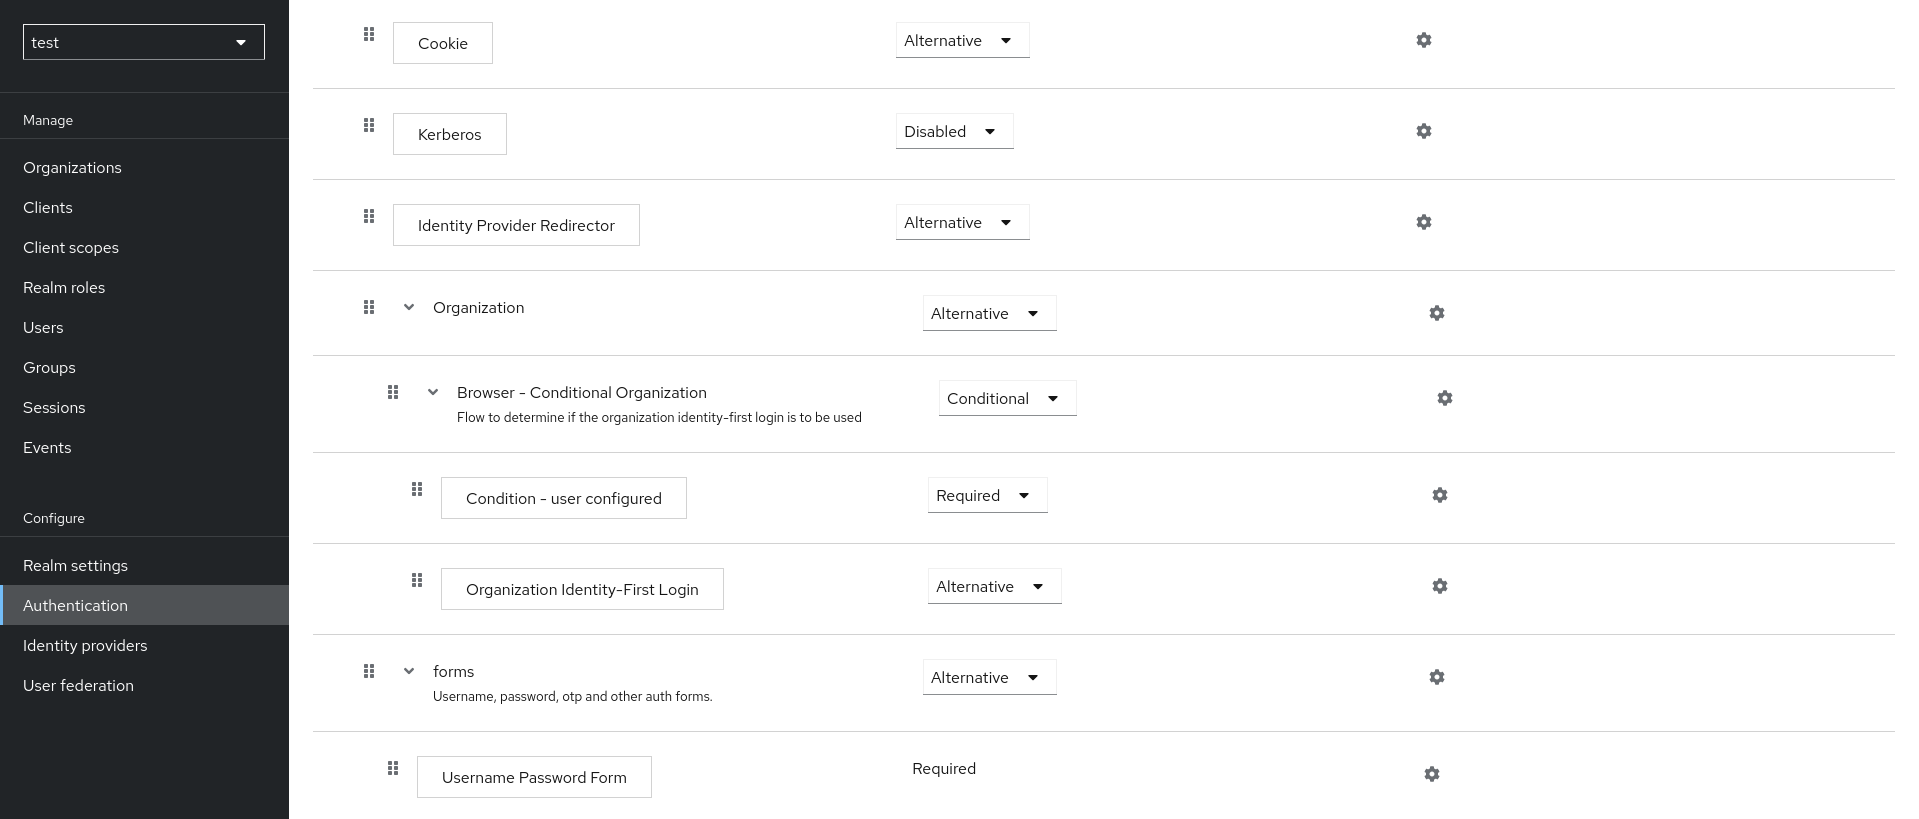 test
Manage
Organizations
Clients
Client scopes
Realm roles
Users
Groups
Sessions
Events
Configure
Realm settings
Authentication
Identity providers
User federation
Cookie
Alternative
Kerberos
Disabled
Identity Provider Redirector
Alternative
Organization
Alternative
Browser - Conditional Organization
Flow to determine if the organization identity-first login is to be used
Conditional
Condition - user configured
Required
Organization Identity-First Login
Alternative
forms
Username, password, otp and other auth forms.
Alternative
Username Password Form
Required